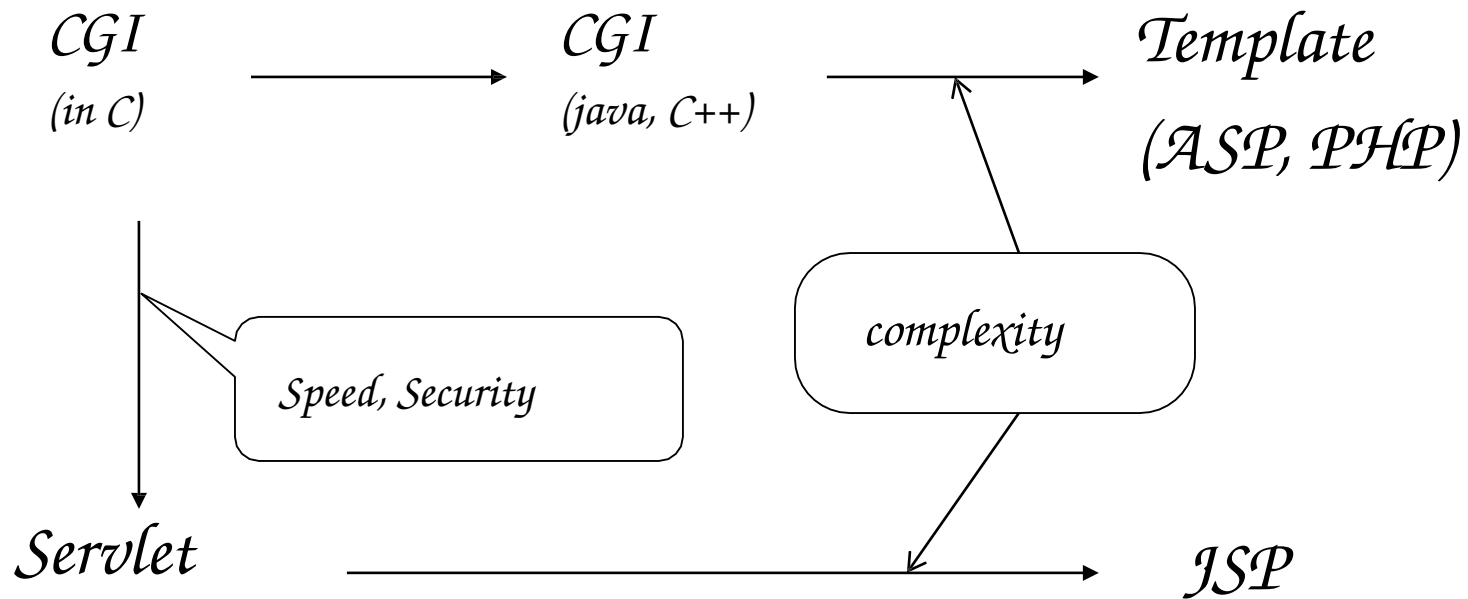 CGI
(in C)
CGI
(java, C++)
Template
(ASP, PHP)
complexity
Speed, Security
Servlet
JSP